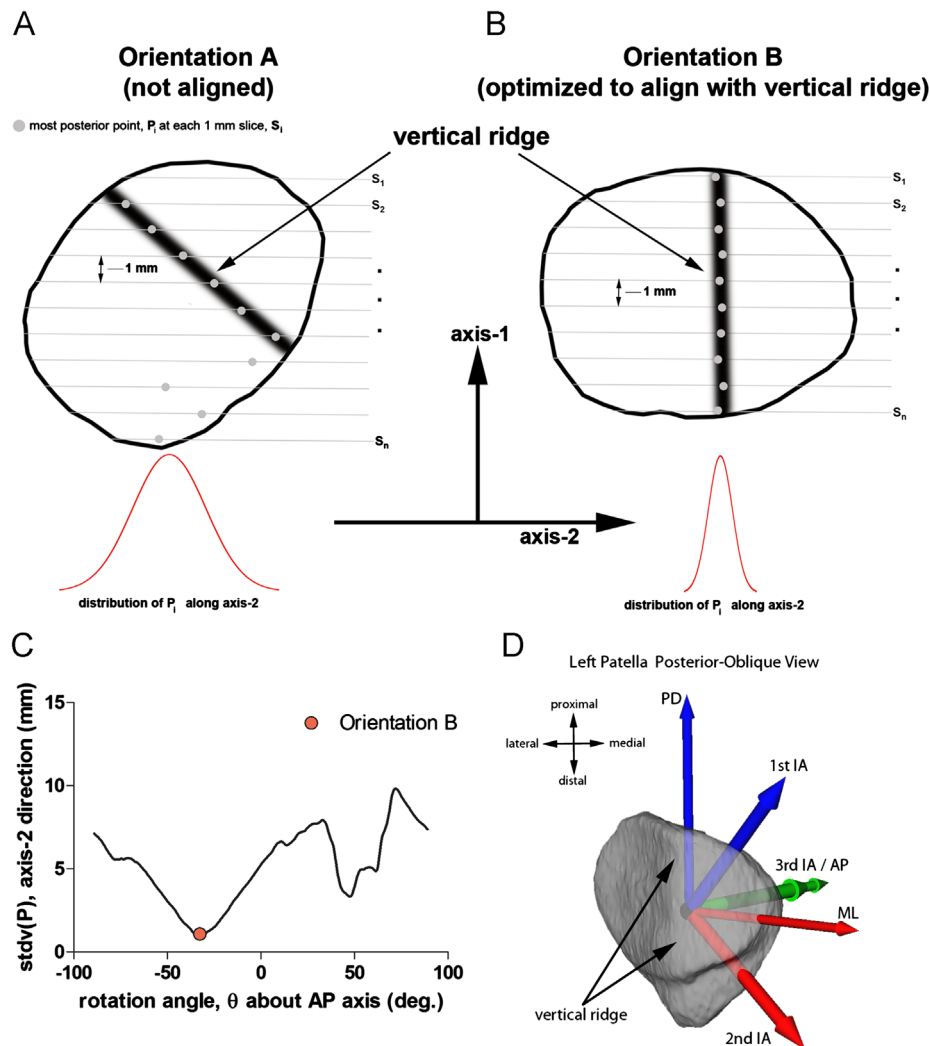 A
Orientation A
(not aligned)
most posterior point, Pi at each 1 mm slice, Si
B
Orientation B
(optimized to align with vertical ridge)
vertical ridge
S1
S2
1 mm
Sn
S1
S2
1 mm
Sn
axis-1
axis-2
distribution of Pi along axis-2
distribution of Pi along axis-2
C
15
10
5
0
-100
-50
0
50
100
stdv(P), axis-2 direction (mm)
rotation angle, θ about AP axis (deg.)
Orientation B
D
Left Patella Posterior-Oblique View
proximal
lateral
medial
distal
PD
1st IA
3rd IA / AP
ML
2nd IA
vertical ridge